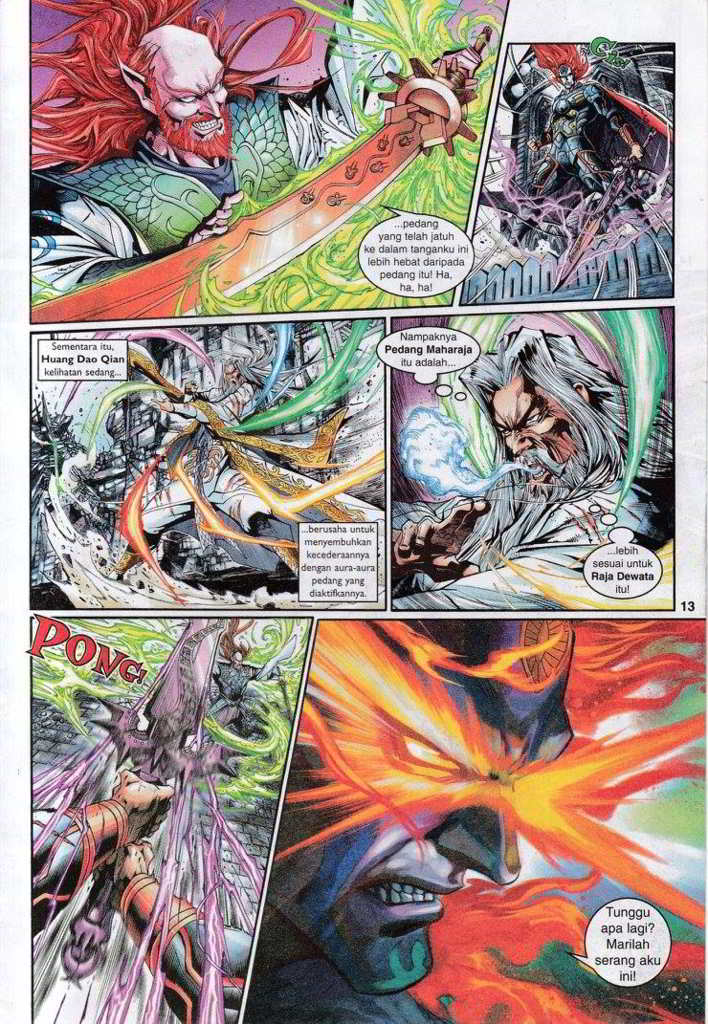 ...pedang
yang telah jatuh
ke dalam tanganku ini
lebih hebat daripada
pedang itu! Ha,
ha, ha!
Sementara itu,
Huang Dao Qian
kelihatan sedang...
...berusaha untuk
menyembuhkan
kecederaannya
dengan aura-aura
pedang yang
diaktifkannya.
Nampaknya
Pedang Maharaja
itu adalah...
...lebih
sesuai untuk
Raja Dewata
itu!
13
PONG!
Tunggu
apa lagi?
Marilah
serang aku
ini!